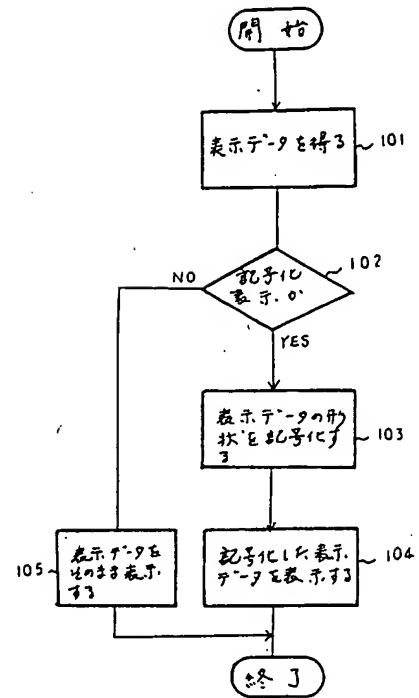 開始
表示データを得る
101
102
記号化
表示か
NO
YES
表示データの形
状を記号化す
る
103
表示データを
そのまま表示
する
105
記号化した表示
データを表示する
104
終了